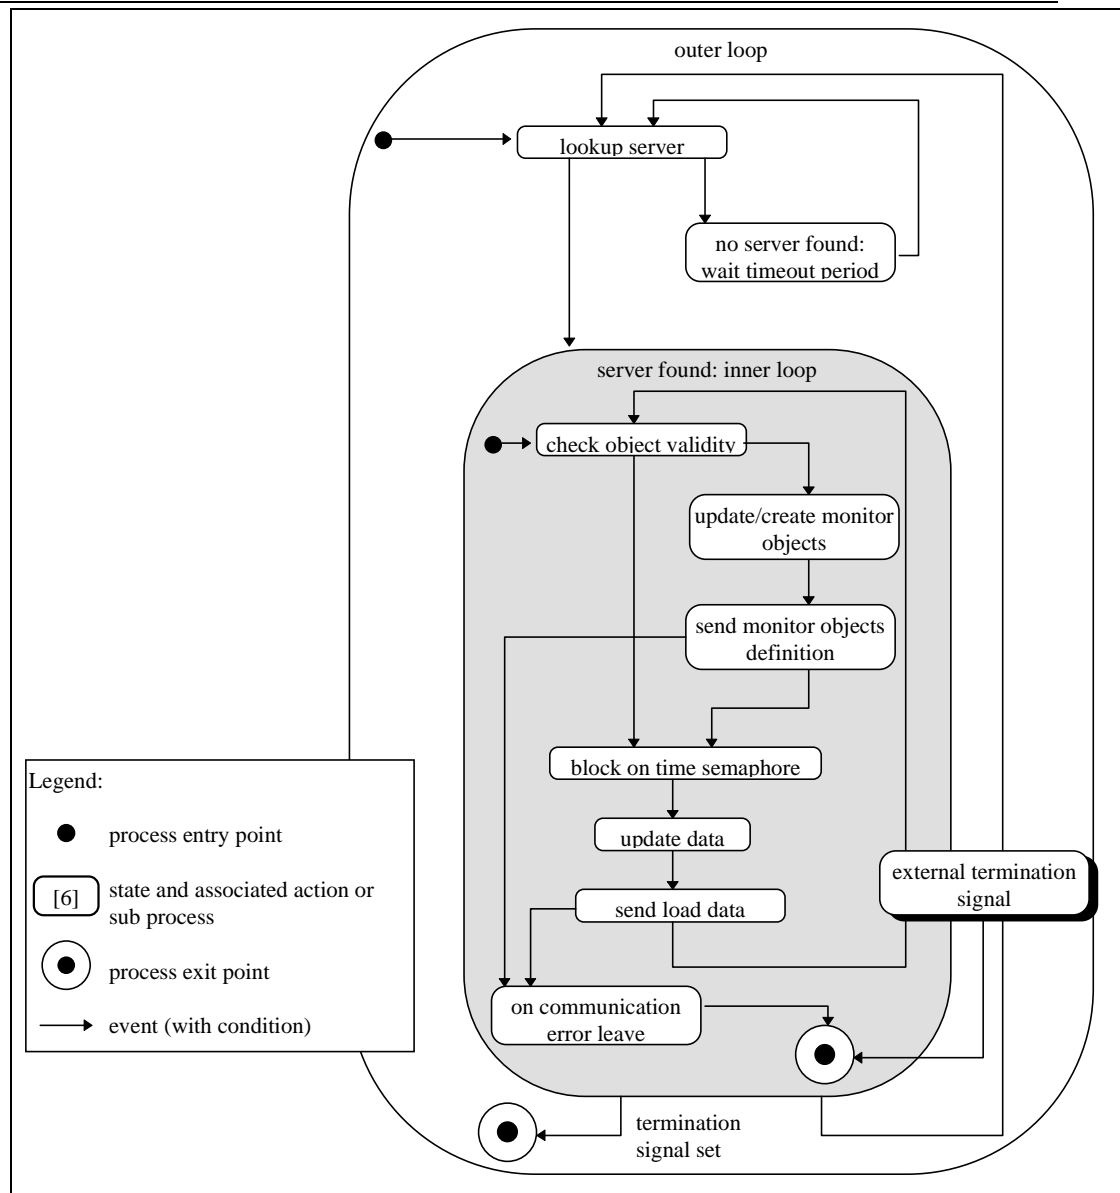 outer loop
lookup server
no server found:
wait timeout period
server found: inner loop
check object validity
update/create monitor
objects
send monitor objects
definition
block on time semaphore
update data
send load data
on communication
error leave
external termination
signal
termination
signal set
Legend:
process entry point
[6]
state and associated action or
sub process
process exit point
event (with condition)